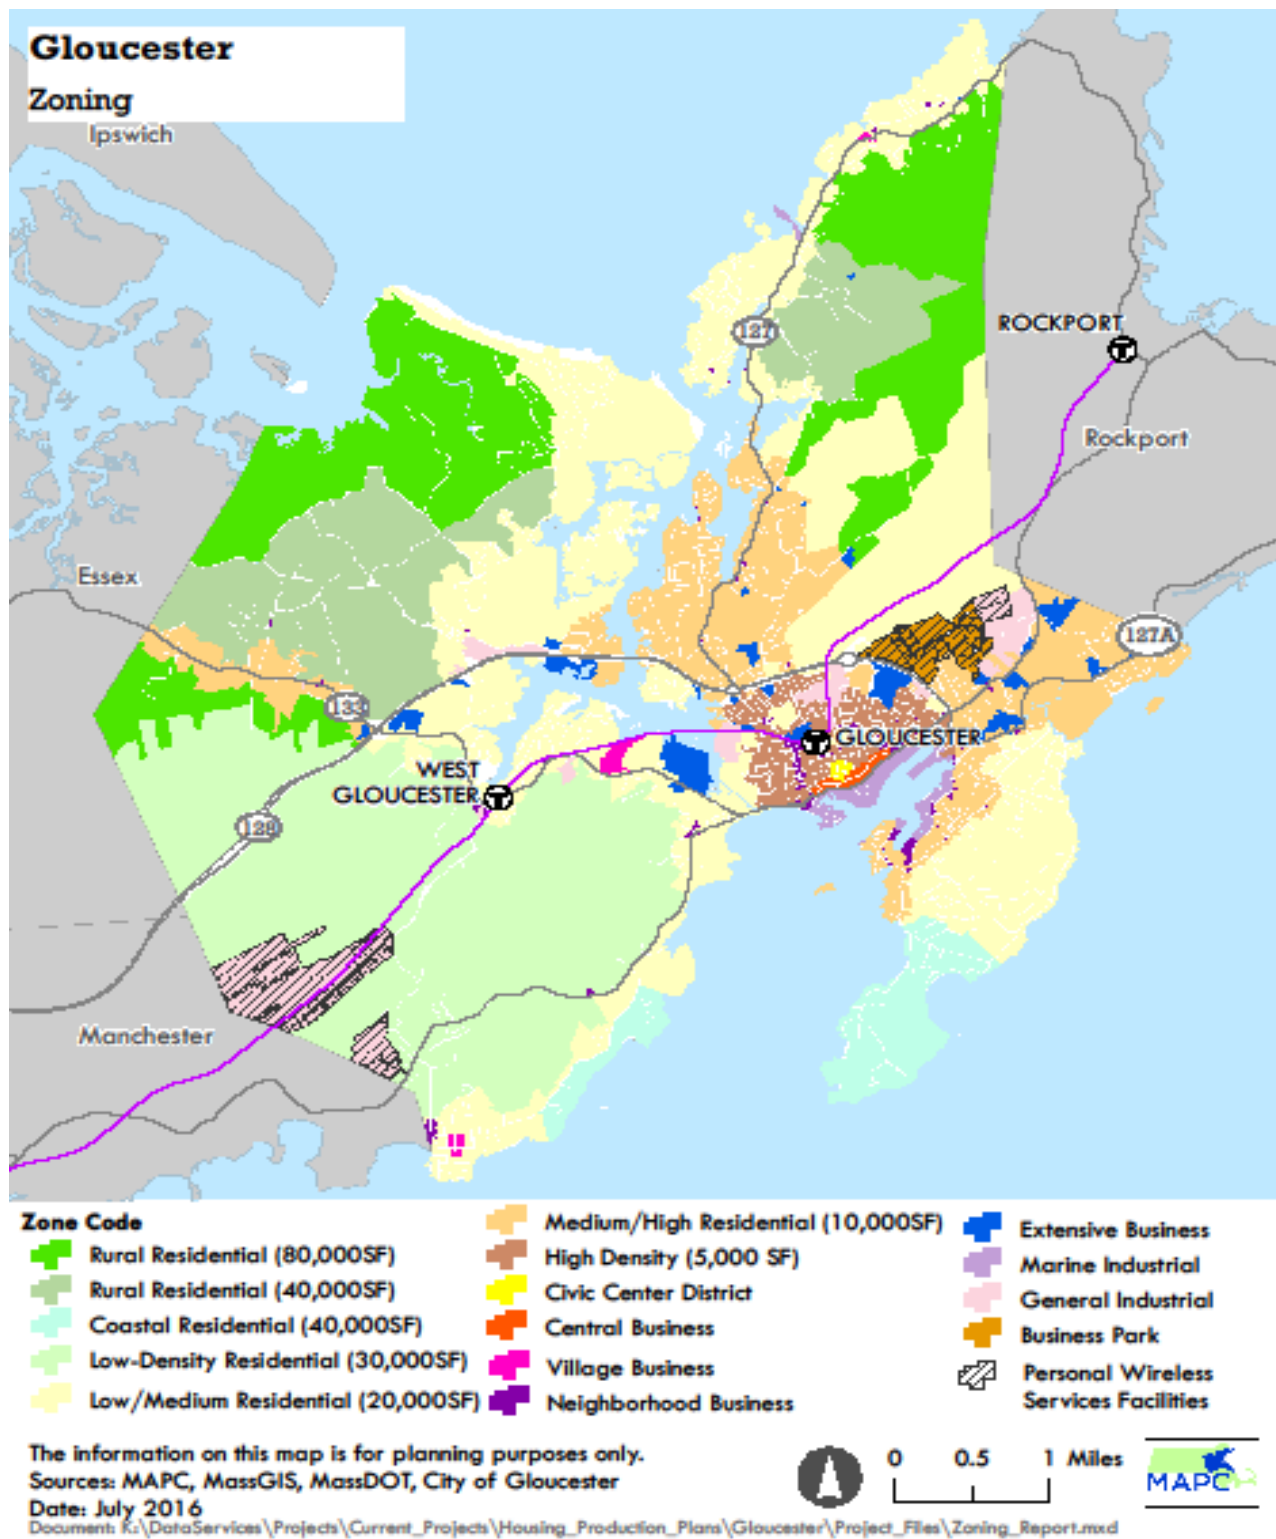 Gloucester
Zoning
Ipswich
127
ROCKPORT
Rockport
Essex
127A
133
GLOUCESTER
WEST
GLOUCESTER
128
Manchester
Zone Code
Rural Residential (80,000SF)
Rural Residential (40,000SF)
Coastal Residential (40,000SF)
Low-Density Residential (30,000SF)
Low/Medium Residential (20,000SF)
Medium/High Residential (10,000SF)
High Density (5,000 SF)
Civic Center District
Central Business
Village Business
Neighborhood Business
Extensive Business
Marine Industrial
General Industrial
Business Park
Personal Wireless
Services Facilities
The information on this map is for planning purposes only.
Sources: MAPC, MassGIS, MassDOT, City of Gloucester
Date: July 2016
Document: K:\DataServices\Projects\Current_Projects\Housing_Production_Plans\Gloucester\Project_Files\Zoning_Report.mxd
0 0.5 1 Miles
MAPC